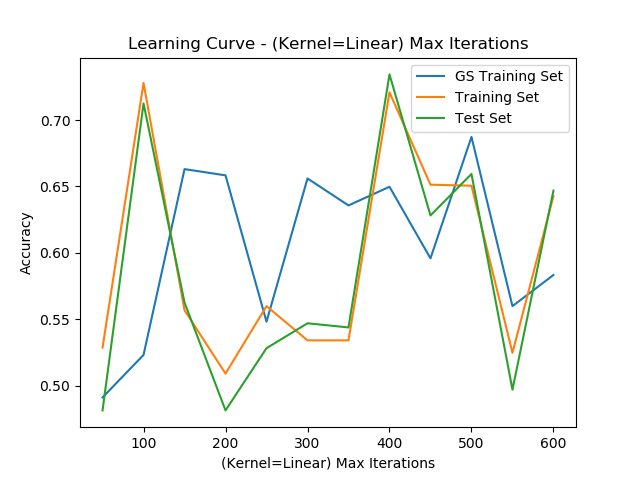 Learning Curve - (Kernel=Linear) Max Iterations
GS Training Set
Training Set
Test Set
Accuracy
0.70
0.65
0.60
0.55
0.50
100 200 300 400 500 600
(Kernel=Linear) Max Iterations